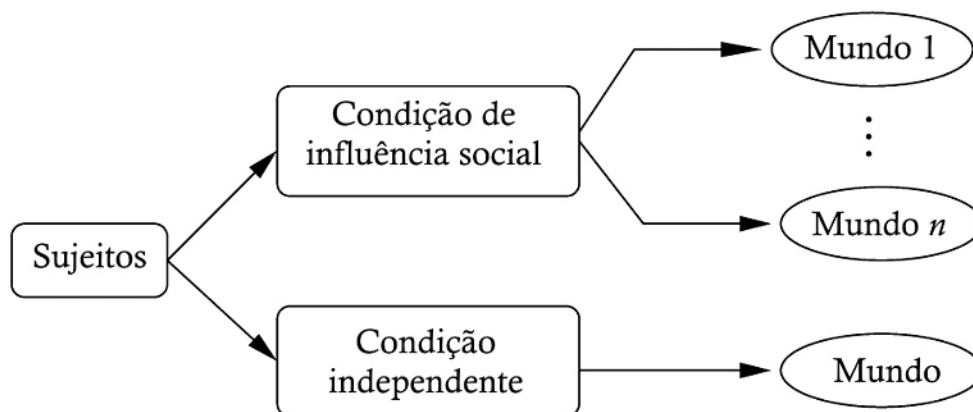 Mundo 1
Condição de
influência social
⋮
Mundo n
Sujeitos
Condição
independente
Mundo